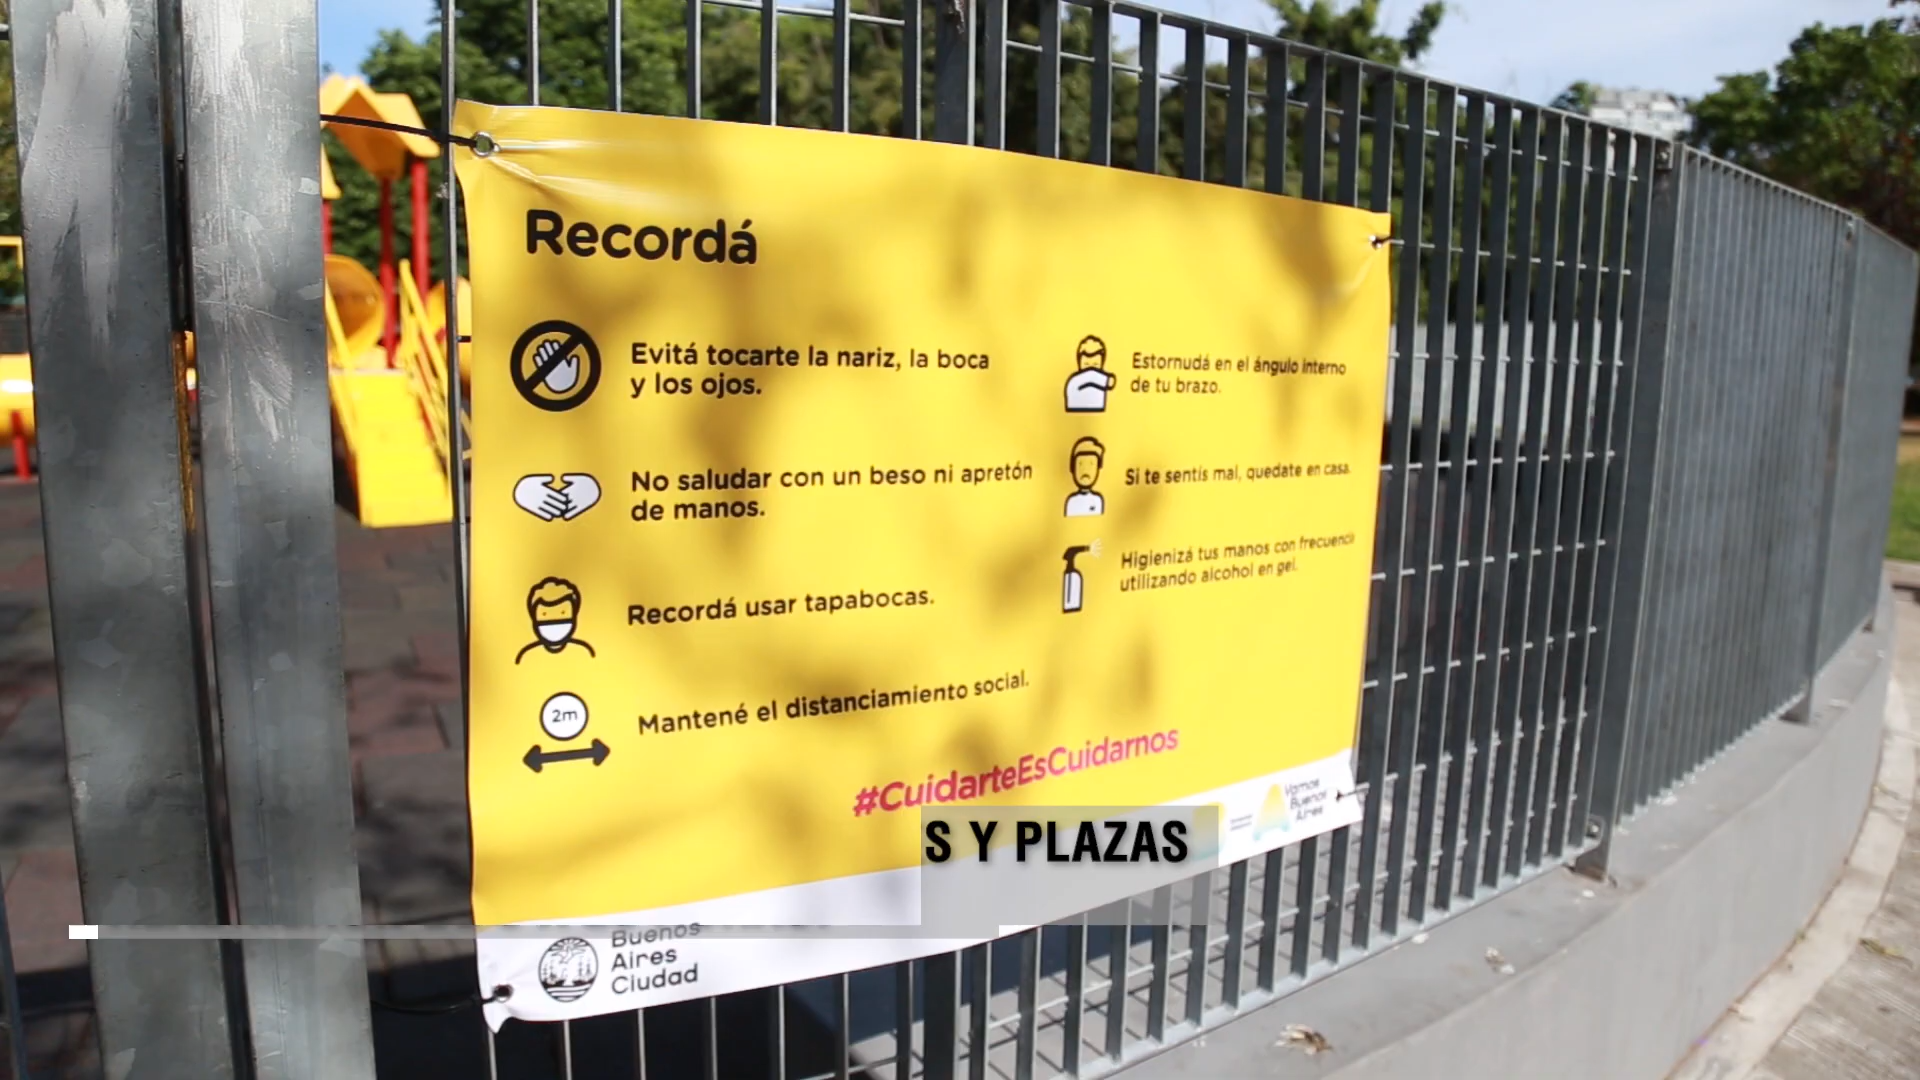 Recordá
Evitá tocarte la nariz, la boca
y los ojos.
No saludar con un beso ni apretón
de manos.
Recordá usar tapabocas.
2m
Mantené el distanciamiento social.
Estornudá en el ángulo interno
de tu brazo.
Si te sentís mal, quedate en casa.
Higienizá tus manos con frecuencia
utilizando alcohol en gel.
#CuidarteEsCuidarnos
Vamos
Buenos
Aires
S Y PLAZAS
Buenos
Aires
Ciudad